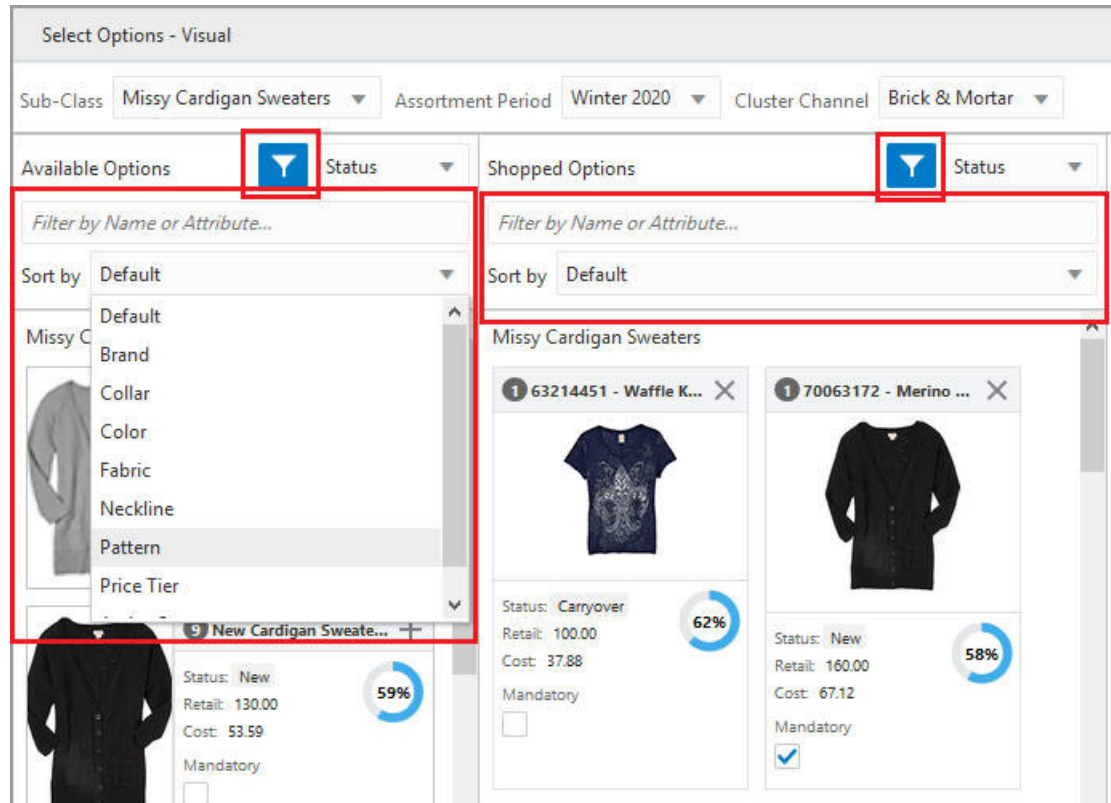 Select Options - Visual
Sub-Class Missy Cardigan Sweaters Assortment Period Winter 2020 Cluster Channel Brick & Mortar
Available Options Status
Filter by Name or Attribute...
Sort by Default
Default
Brand
Collar
Color
Fabric
Neckline
Pattern
Price Tier
Missy C
9 New Cardigan Sweate...
Status: New
Retail: 130.00
Cost: 53.59
59%
Mandatory
Shopped Options Status
Filter by Name or Attribute...
Sort by Default
Missy Cardigan Sweaters
1 63214451 - Waffle K...
Status: Carryover
Retail: 100.00
Cost: 37.88
62%
Mandatory
1 70063172 - Merino ...
Status: New
Retail: 160.00
Cost: 67.12
58%
Mandatory